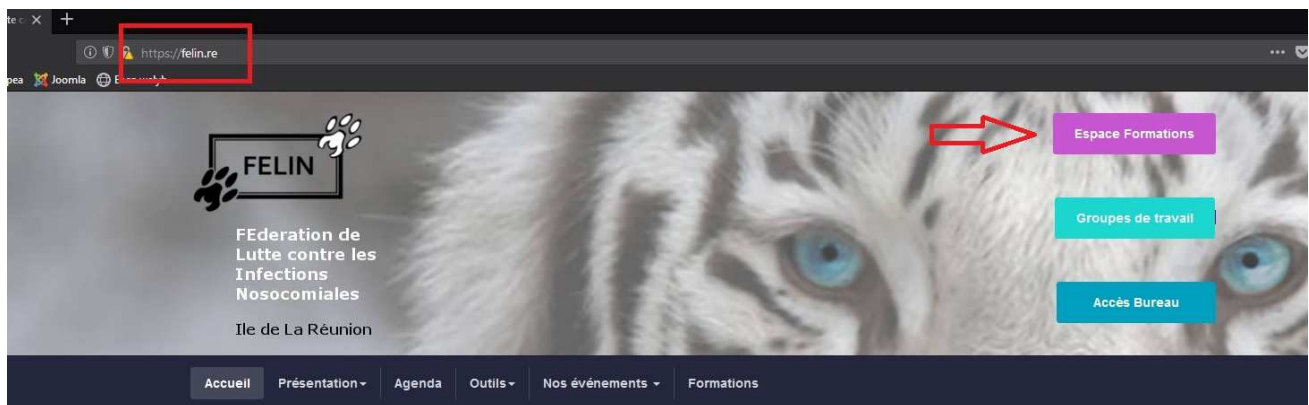 https://felin.re
Joomla
Espace Formations
FELIN
Groupes de travail
FEderation de
Lutte contre les
Infections
Nosocomiales
Accès Bureau
Ile de La Réunion
Accueil Présentation Agenda Outils Nos événements Formations